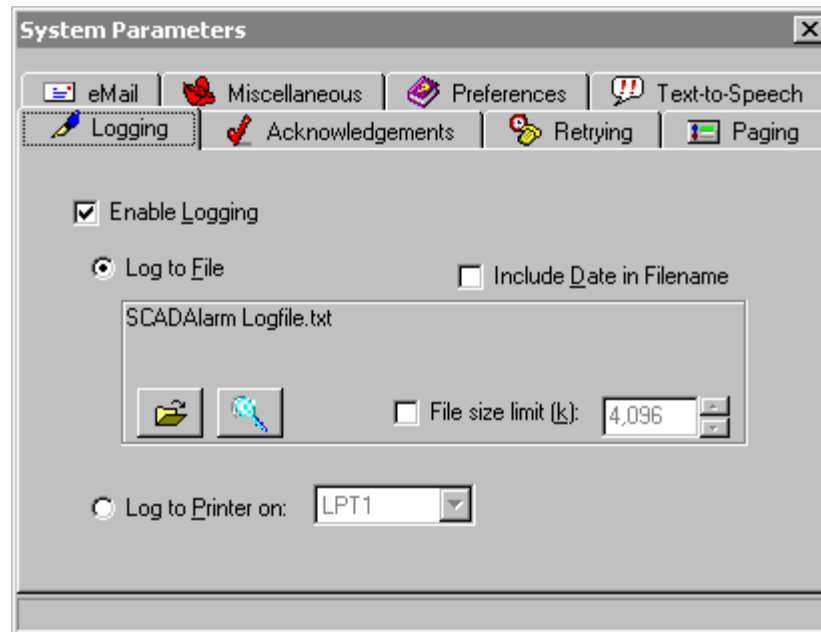 System Parameters
eMail Miscellaneous Preferences Text-to-Speech
Logging Acknowledgements Retrying Paging
Enable Logging
Log to File Include Date in Filename
SCADAlarm Logfile.txt
File size limit (k): 4,096
Log to Printer on: LPT1